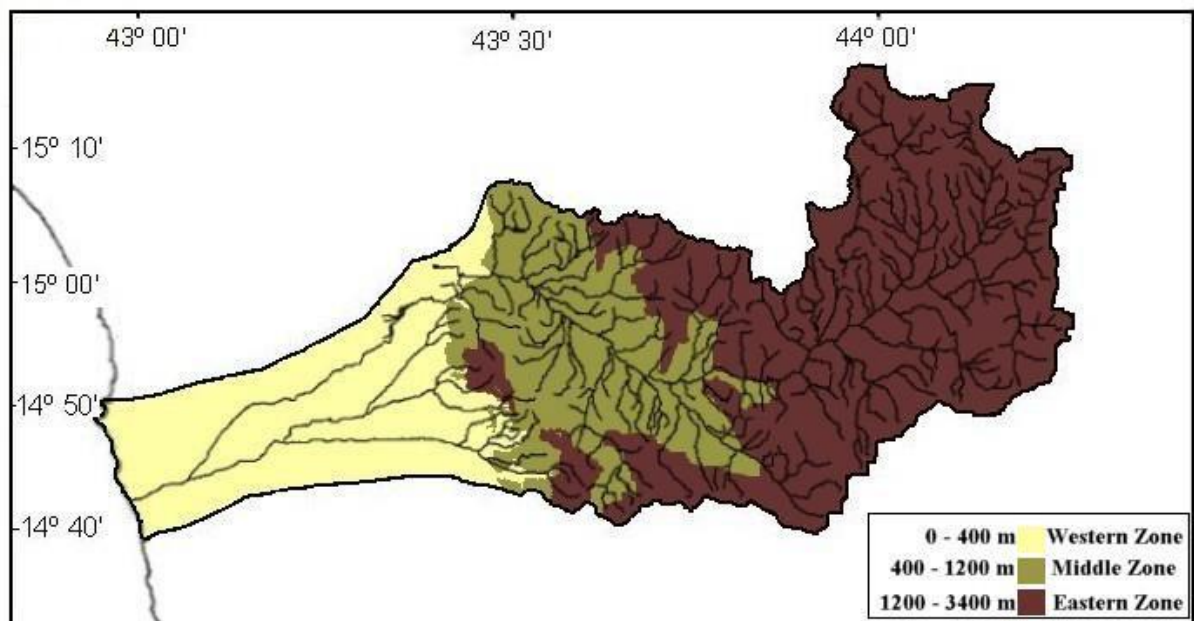 43º 00' 43º 30' 44º 00'
15º 10'
15º 00'
14º 50'
14º 40'
0 - 400 m Western Zone
400 - 1200 m Middle Zone
1200 - 3400 m Eastern Zone